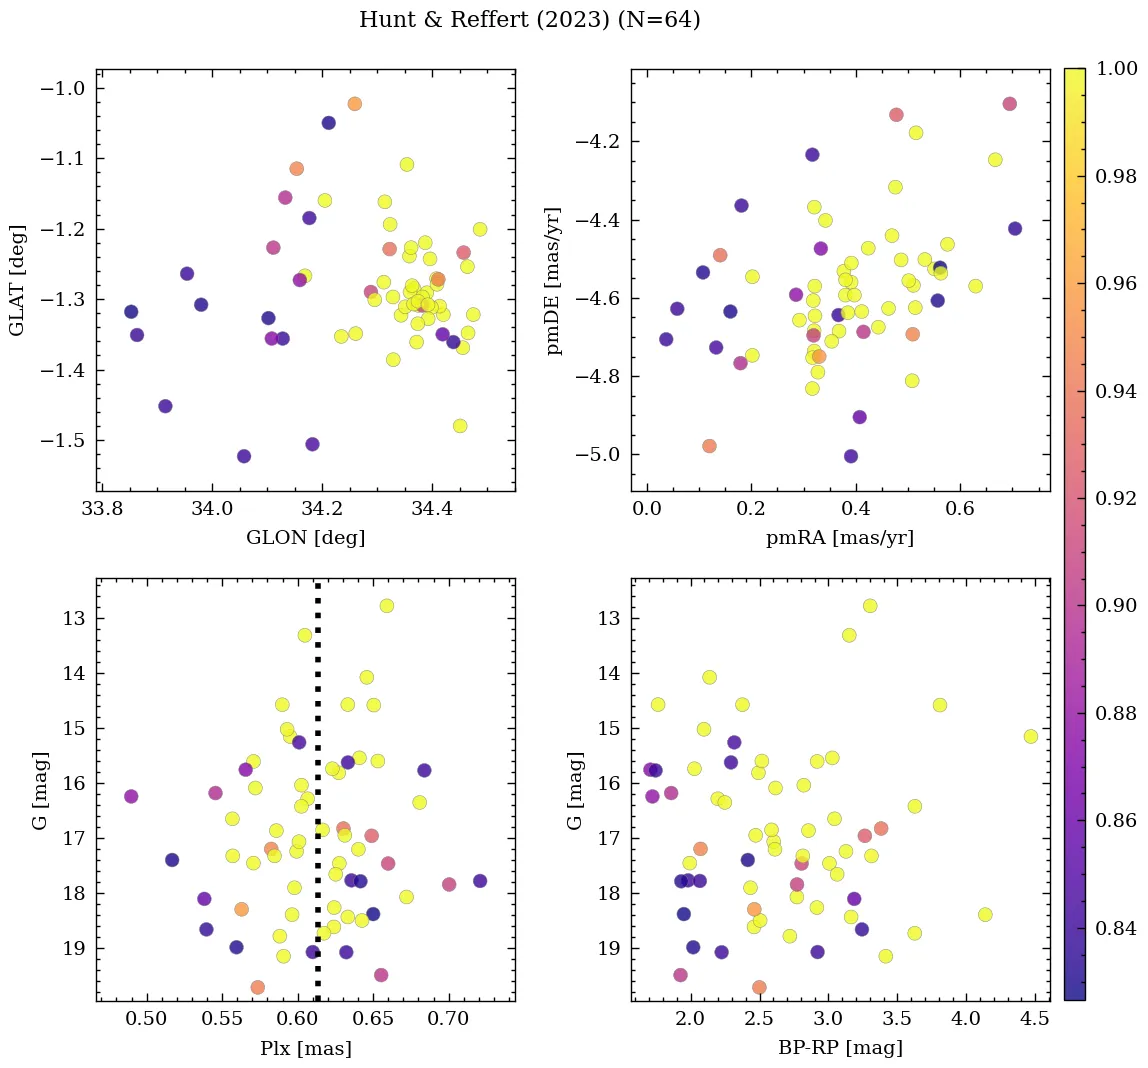 Hunt & Reffert (2023) (N=64)
−1.0
−1.1
−1.2
−1.3
−1.4
−1.5
GLAT [deg]
33.8 34.0 34.2 34.4
GLON [deg]
−4.2
−4.4
−4.6
−4.8
−5.0
pmDE [mas/yr]
0.0 0.2 0.4 0.6
pmRA [mas/yr]
13
14
15
16
17
18
19
G [mag]
0.50 0.55 0.60 0.65 0.70
Plx [mas]
13
14
15
16
17
18
19
G [mag]
2.0 2.5 3.0 3.5 4.0 4.5
BP-RP [mag]
1.00
0.98
0.96
0.94
0.92
0.90
0.88
0.86
0.84